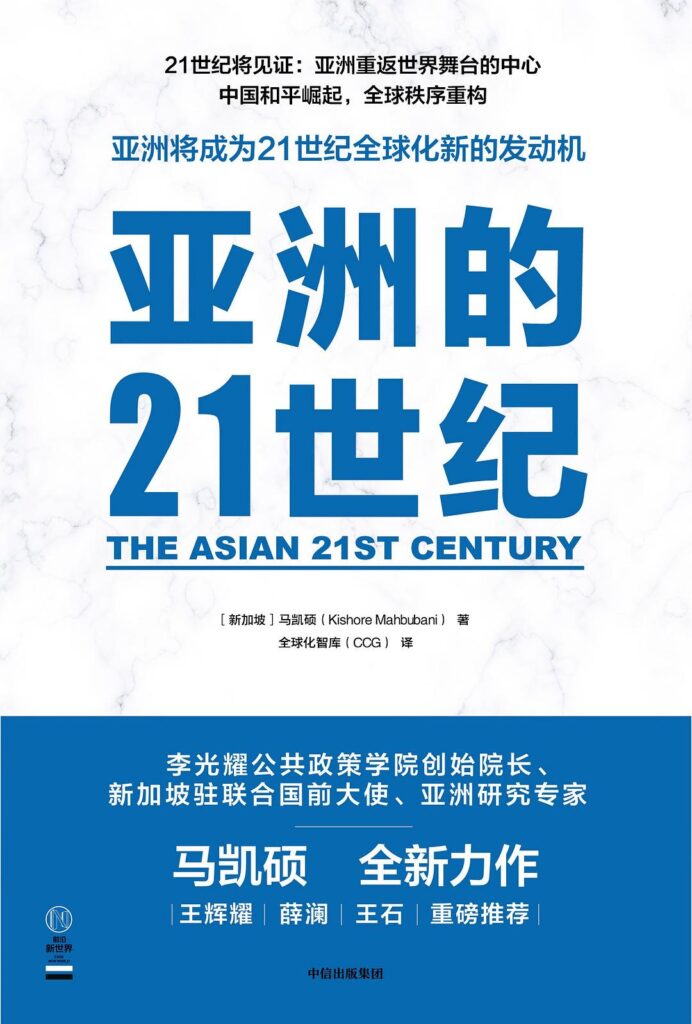 21世纪将见证：亚洲重返世界舞台的中心
中国和平崛起，全球秩序重构
亚洲将成为21世纪全球化新的发动机
亚洲的
21世纪
THE ASIAN 21ST CENTURY
［新加坡］马凯硕（Kishore Mahbubani） 著
全球化智库（CCG） 译
李光耀公共政策学院创始院长、
新加坡驻联合国前大使、亚洲研究专家
马凯硕 全新力作
|王辉耀|薛澜|王石|重磅推荐|
N
前沿
新世界
中信出版集团